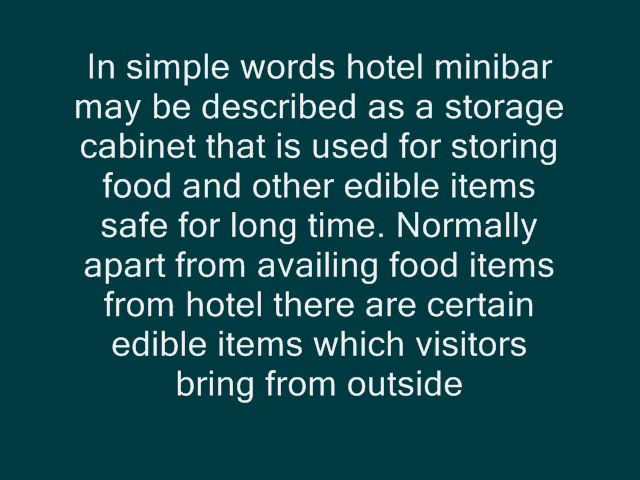 In simple words hotel minibar
may be described as a storage
cabinet that is used for storing
food and other edible items
safe for long time. Normally
apart from availing food items
from hotel there are certain
edible items which visitors
bring from outside